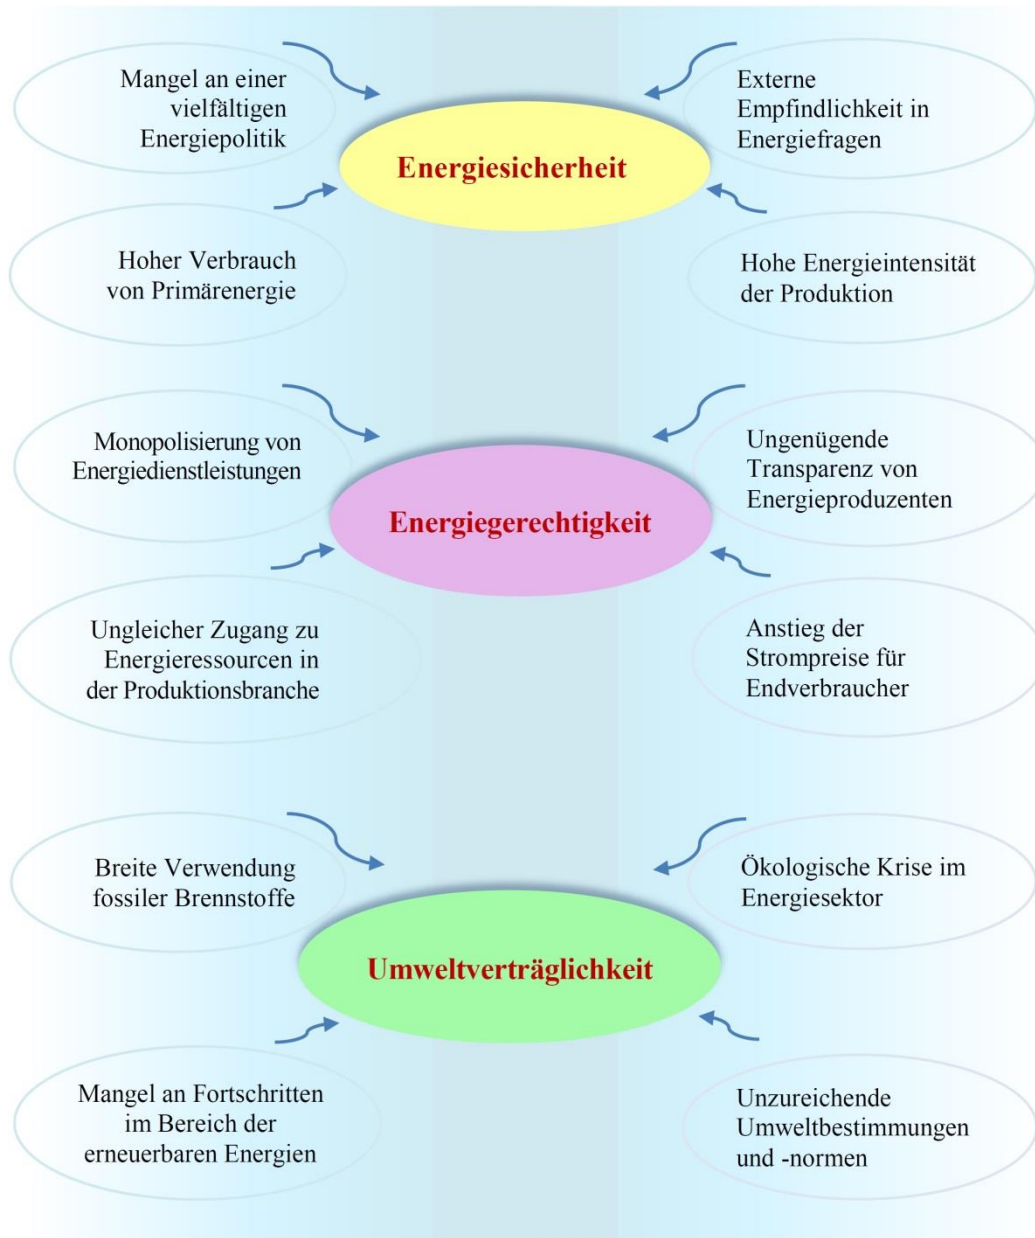 Mangel an einer
vielfältigen
Energiepolitik
Externe
Empfindlichkeit in
Energiefragen
Energiesicherheit
Hoher Verbrauch
von Primärenergie
Hohe Energieintensität
der Produktion
Monopolisierung von
Energiedienstleistungen
Ungenügende
Transparenz von
Energieproduzenten
Energiegerechtigkeit
Ungleicher Zugang zu
Energieressourcen in
der Produktionsbranche
Anstieg der
Strompreise für
Endverbraucher
Breite Verwendung
fossiler Brennstoffe
Ökologische Krise im
Energiesektor
Umweltverträglichkeit
Mangel an Fortschritten
im Bereich der
erneuerbaren Energien
Unzureichende
Umweltbestimmungen
und -normen